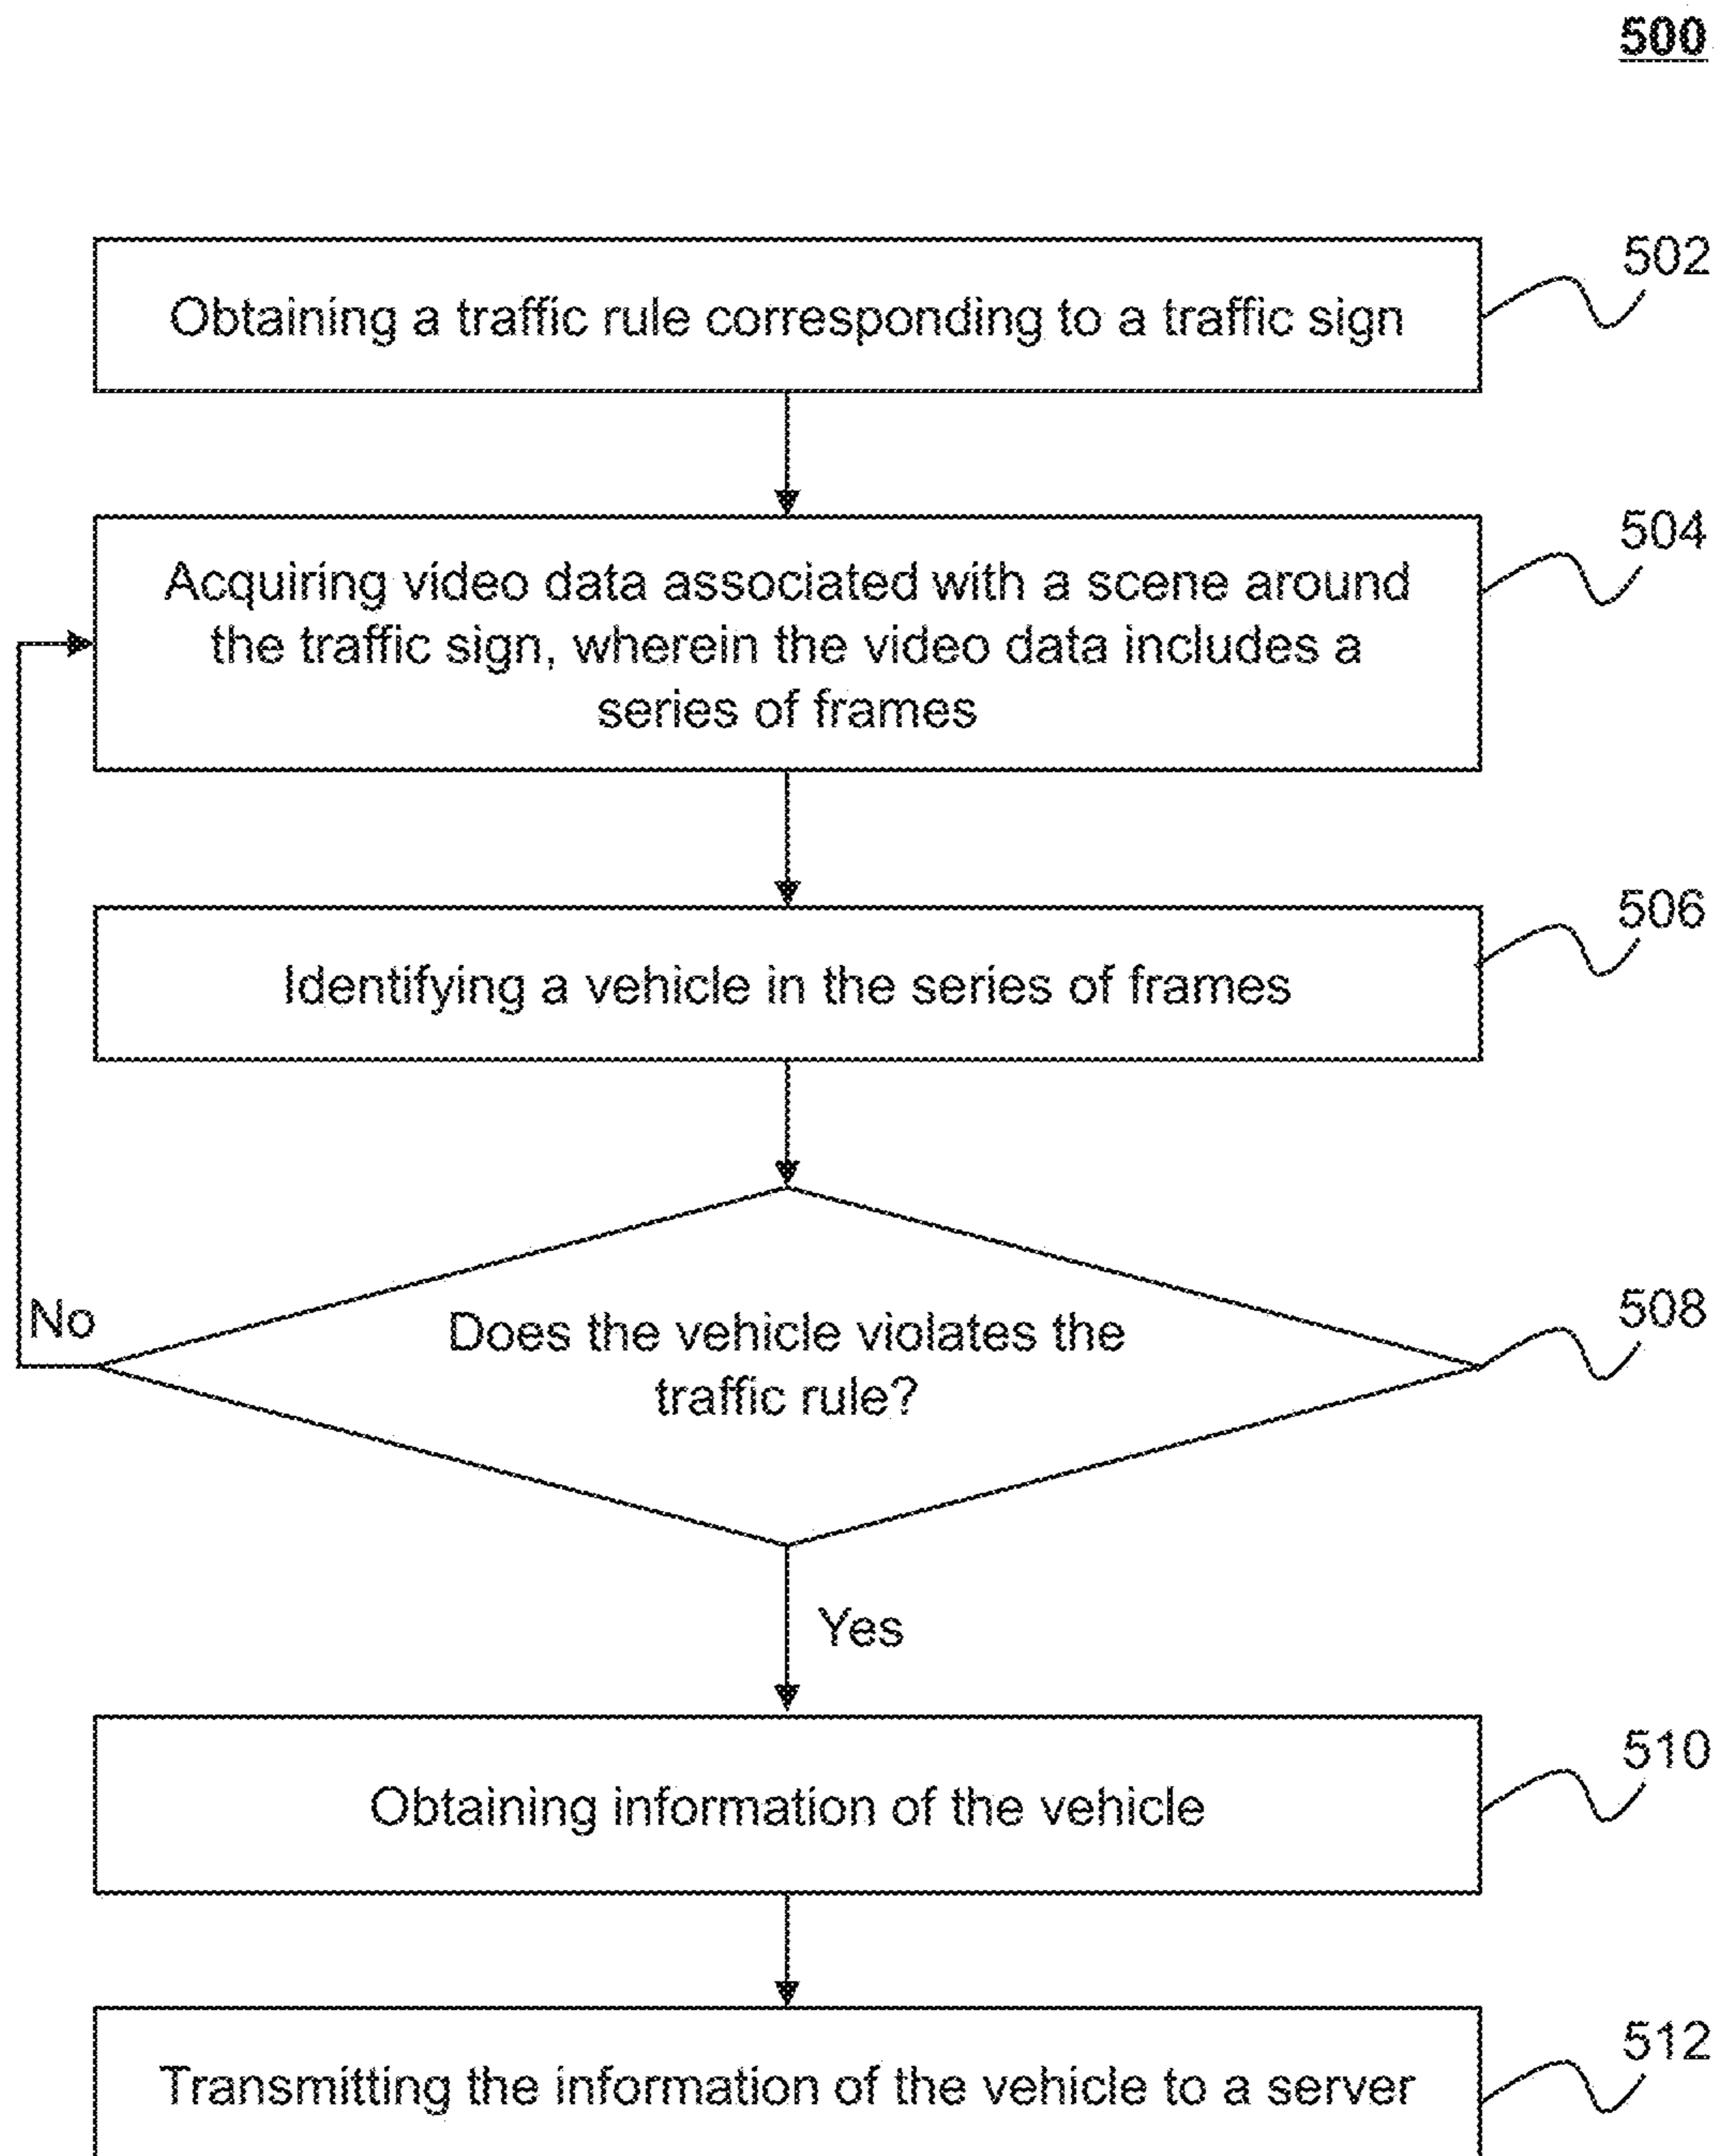 500
502
Obtaining a traffic rule corresponding to a traffic sign
504
Acquiring video data associated with a scene around
the traffic sign, wherein the video data includes a
series of frames
506
Identifying a vehicle in the series of frames
508
No
Does the vehicle violates the
traffic rule?
Yes
510
Obtaining information of the vehicle
512
Transmitting the information of the vehicle to a server